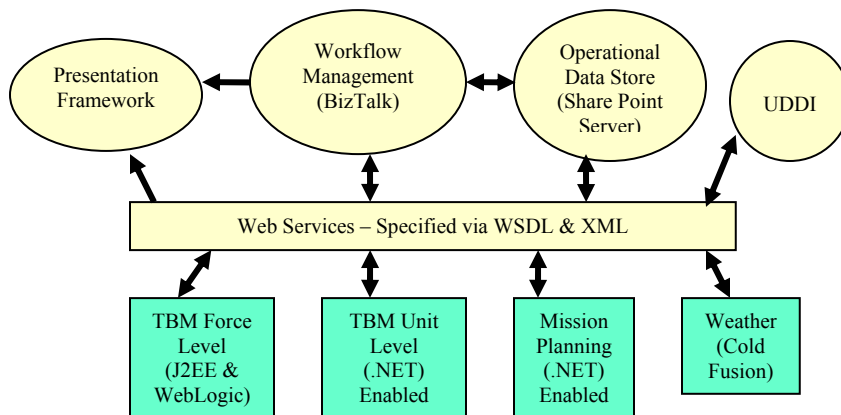 Presentation
Framework
Workflow
Management
(BizTalk)
Operational
Data Store
(Share Point
Server)
UDDI
Web Services – Specified via WSDL & XML
TBM Force
Level
(J2EE &
WebLogic)
TBM Unit
Level
(.NET)
Enabled
Mission
Planning
(.NET)
Enabled
Weather
(Cold
Fusion)